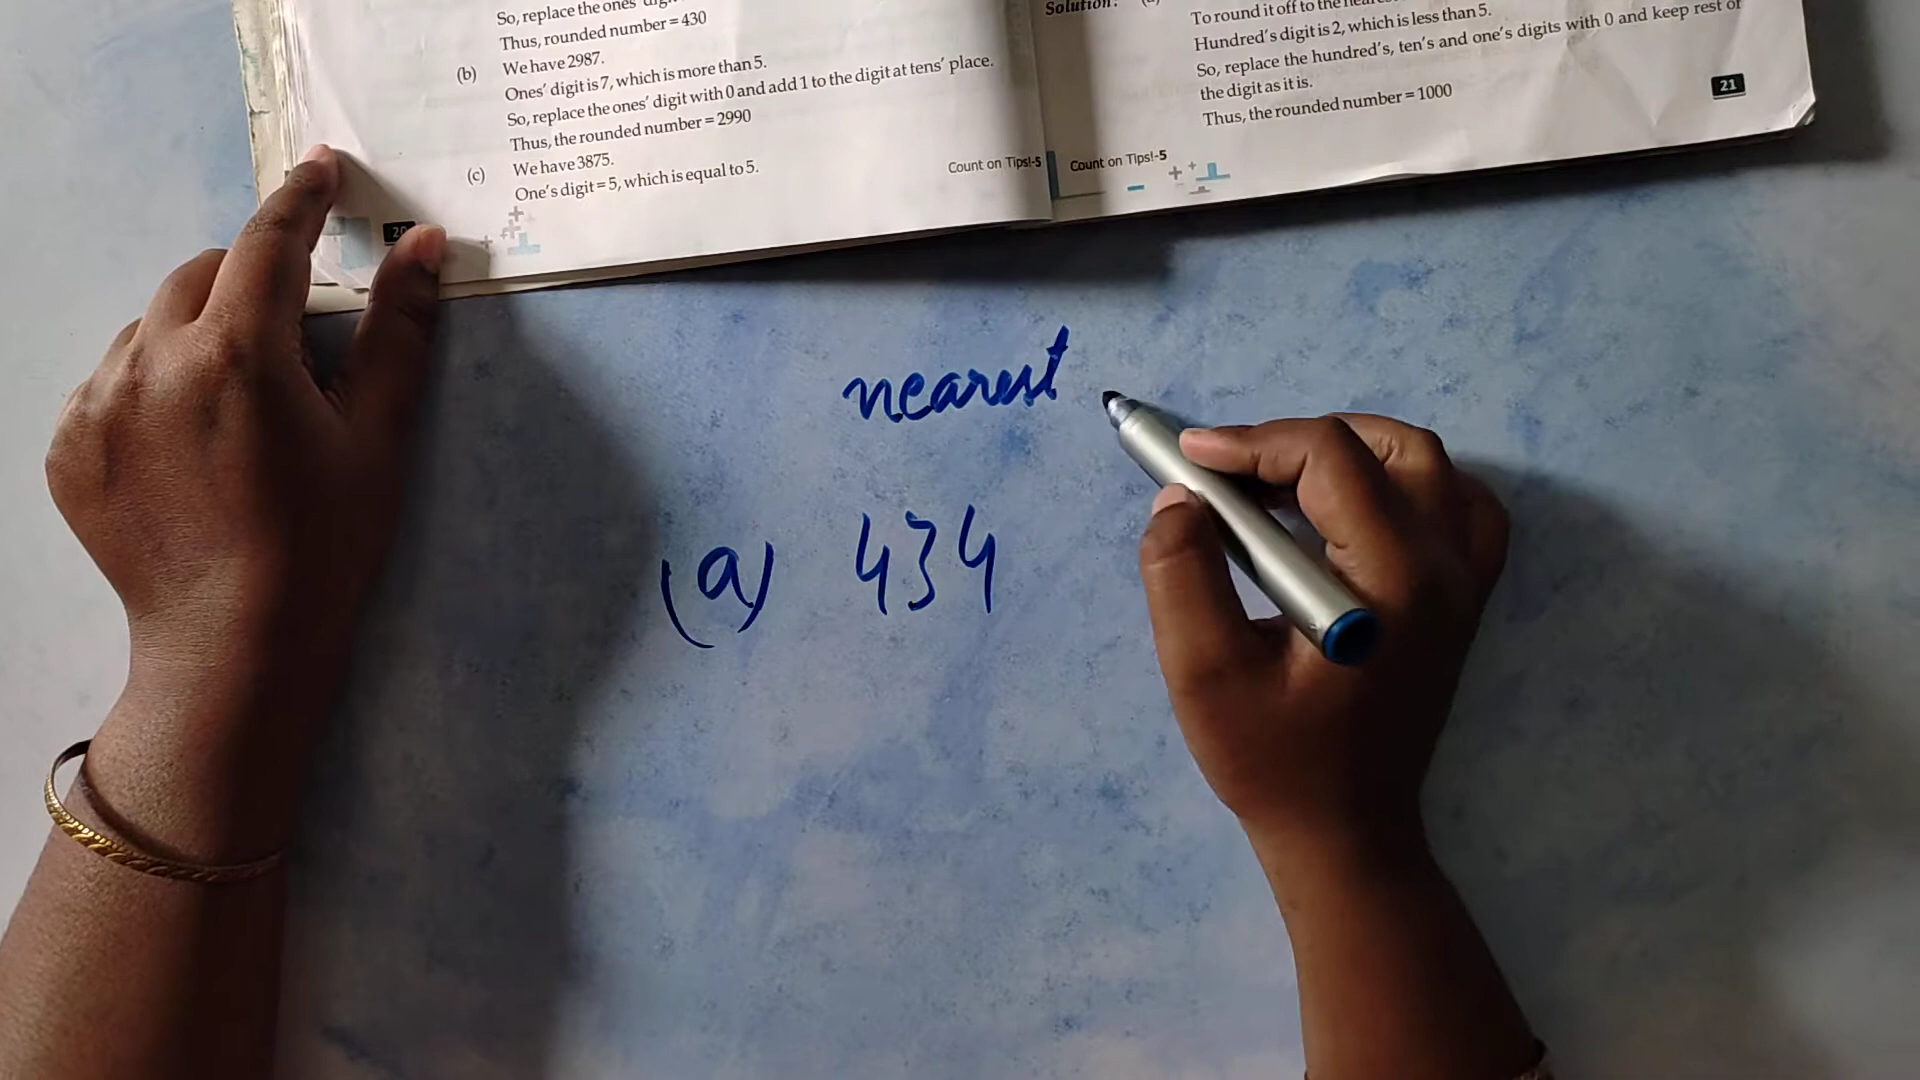 So, replace the ones'
Thus, rounded number = 430
(b) We have 2987.
Ones' digit is 7, which is more than 5.
So, replace the ones' digit with 0 and add 1 to the digit at tens' place.
Thus, the rounded number = 2990
(c) We have 3875.
One's digit = 5, which is equal to 5.
Count on Tips!-5
20
Solution:
To round it off to the
Hundred's digit is 2, which is less than 5.
So, replace the hundred's, ten's and one's digits with 0 and keep rest of
the digit as it is.
Thus, the rounded number = 1000
21
Count on Tips!-5
nearest
(a) 434